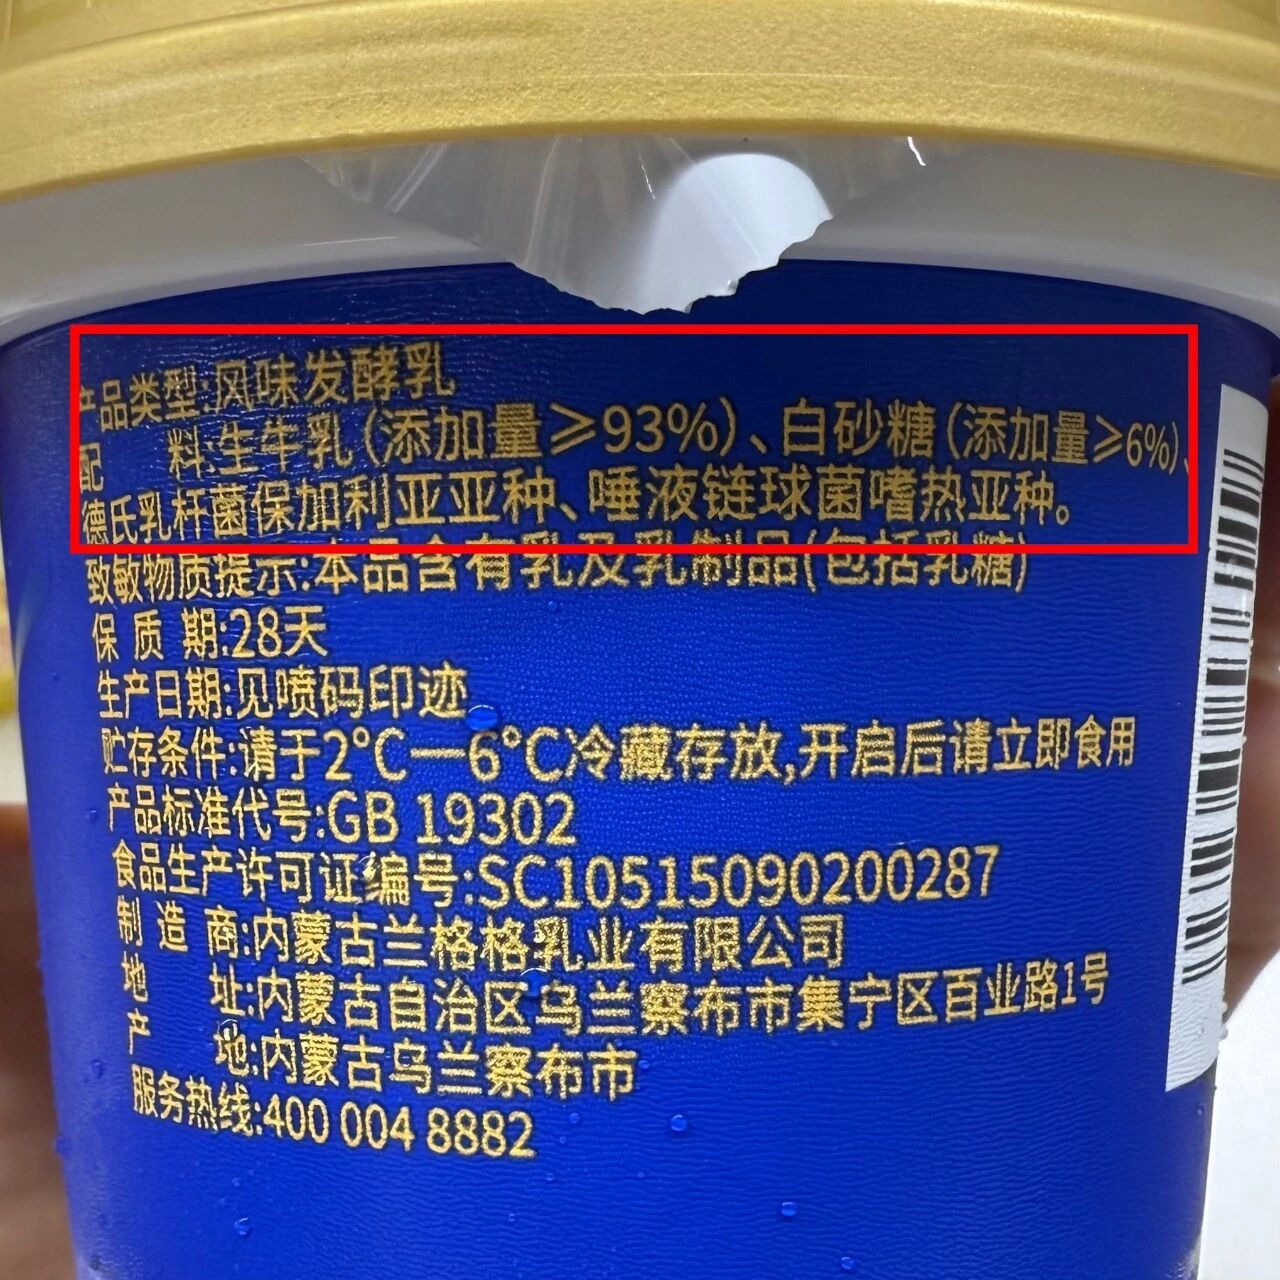 产品类型:风味发酵乳
配 料:生牛乳(添加量≥93%)、白砂糖(添加量≥6%)、
德氏乳杆菌保加利亚亚种、唾液链球菌嗜热亚种。
致敏物质提示:本品含有乳及乳制品(包括乳糖)
保质期:28天
生产日期:见喷码印迹
贮存条件:请于2°C—6°C冷藏存放,开启后请立即食用
产品标准代号:GB 19302
食品生产许可证编号:SC10515090200287
制造商:内蒙古兰格格乳业有限公司
地 址:内蒙古自治区乌兰察布市集宁区百业路1号
产 地:内蒙古乌兰察布市
服务热线:400 004 8882